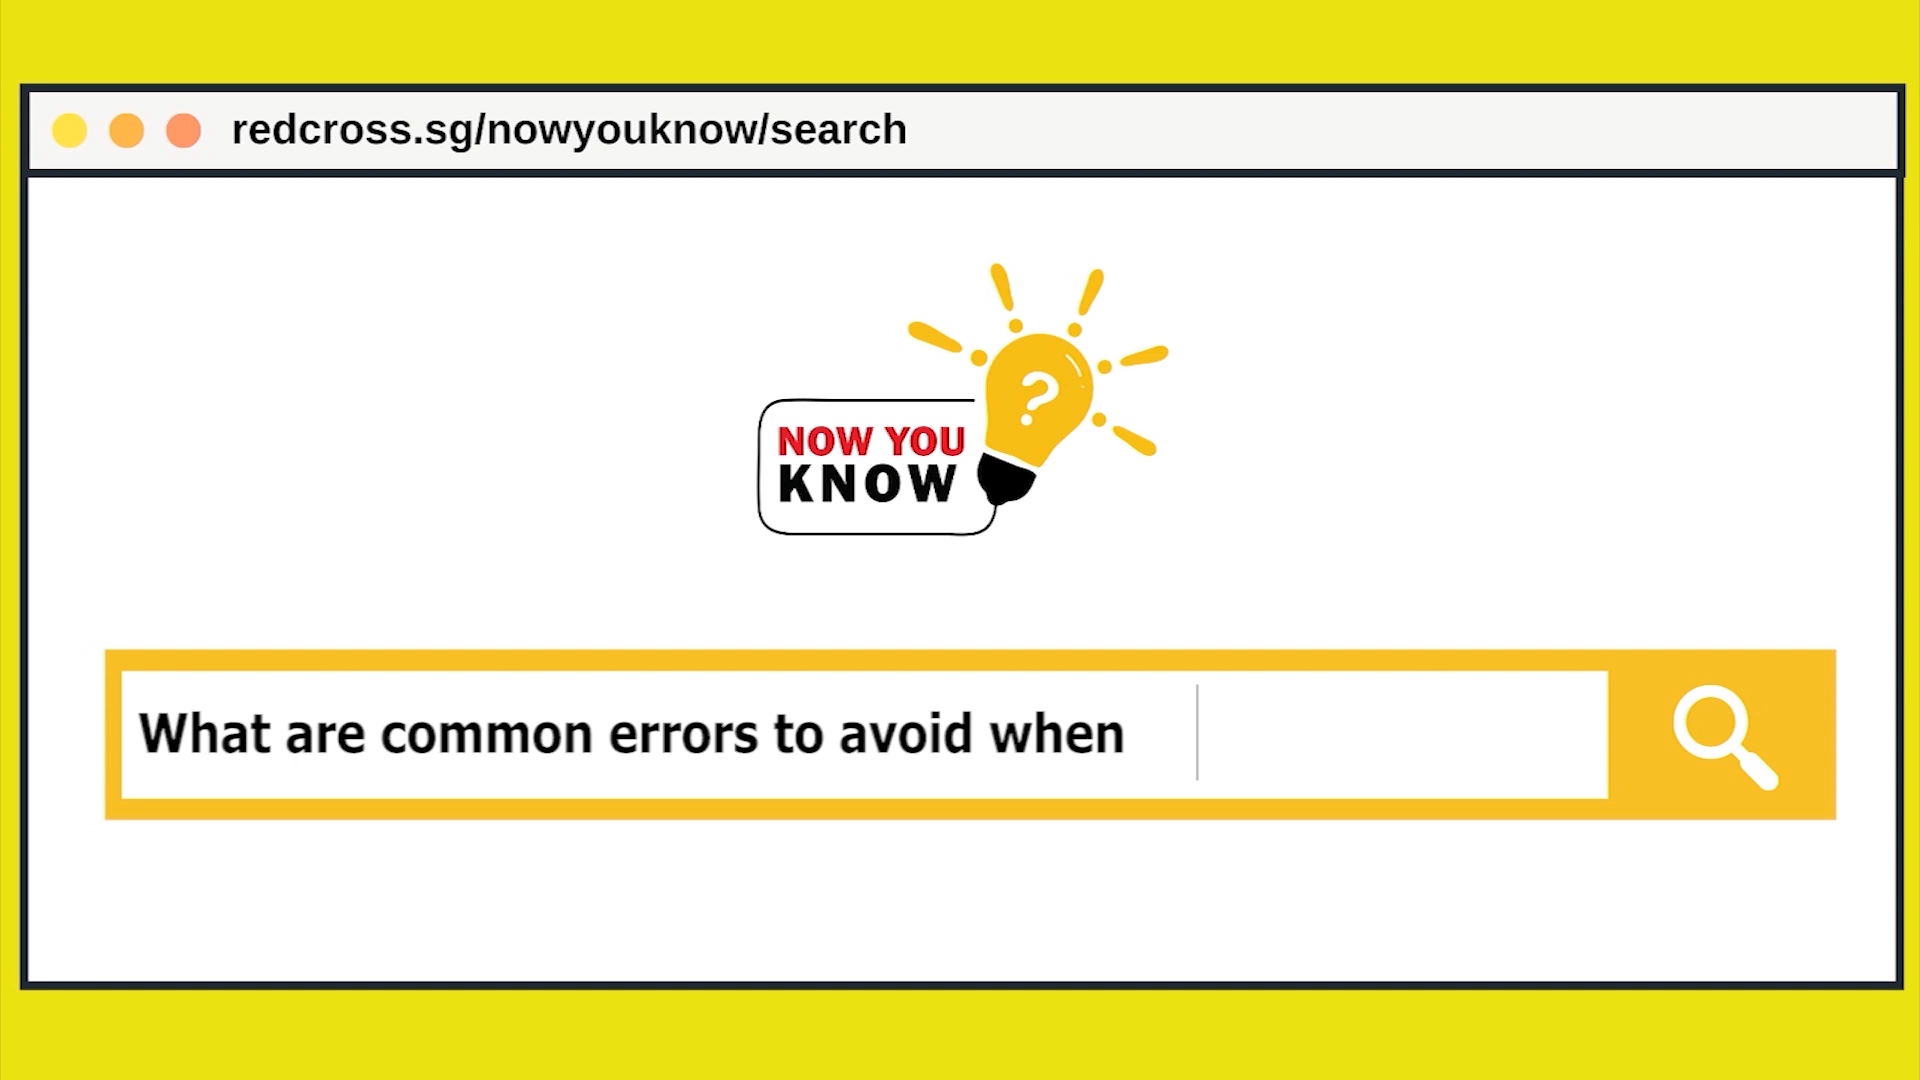 redcross.sg/nowyouknow/search
?
NOW YOU
KNOW
What are common errors to avoid when